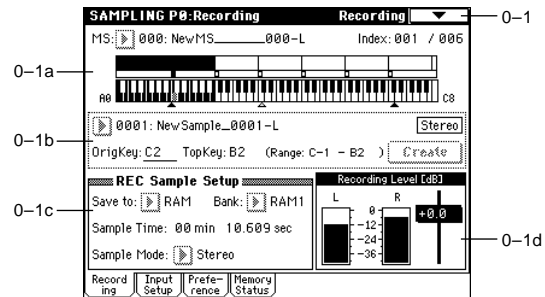 SAMPLING P0:Recording Recording
0–1
MS: 000: NewMS______000-L Index: 001 / 006
0–1a
A0 C8
0–1b
0001: NewSample_0001-L Stereo
OrigKey: C2 TopKey: B2 (Range: C-1 - B2 ) Create
REC Sample Setup
Recording Level [dB]
0–1c
Save to: RAM Bank: RAM1
Sample Time: 00 min 10.609 sec
Sample Mode: Stereo
L R
0
-12
-24
-36
+0.0
0–1d
Record ing
Input Setup
Prefe- rence
Memory Status